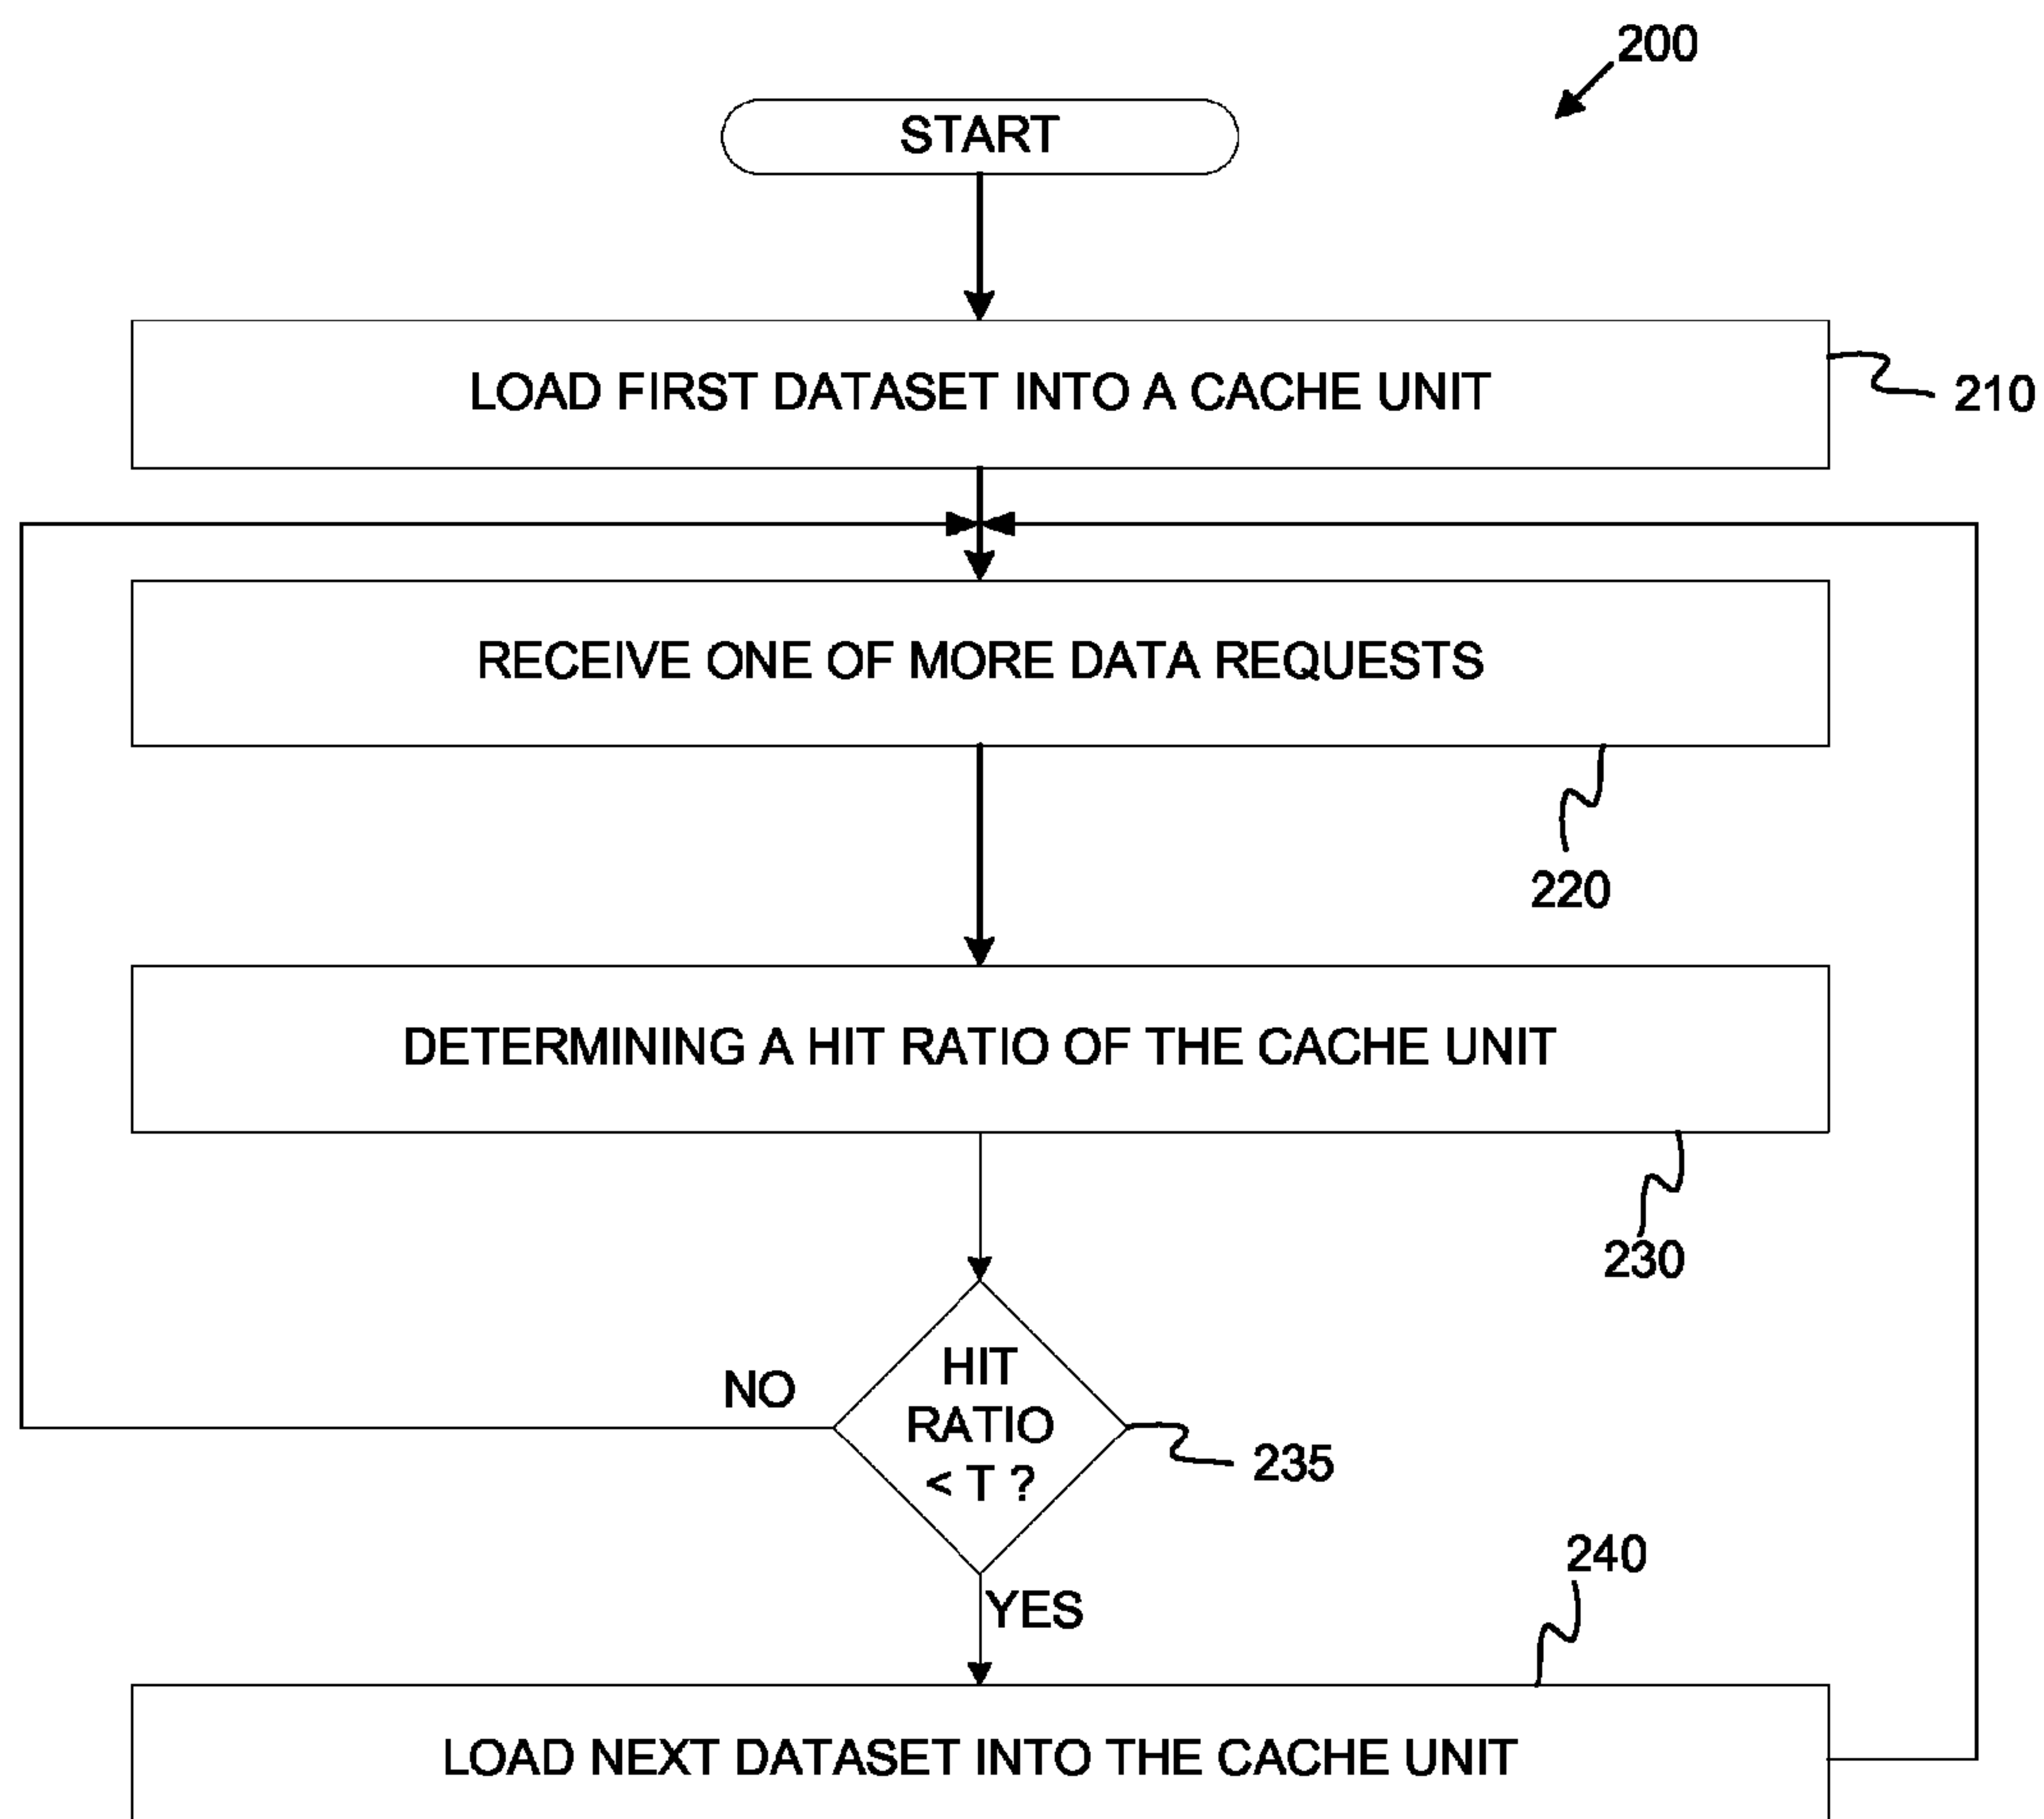 200
START
LOAD FIRST DATASET INTO A CACHE UNIT
210
RECEIVE ONE OF MORE DATA REQUESTS
220
DETERMINING A HIT RATIO OF THE CACHE UNIT
230
HIT
RATIO
< T ?
NO
235
YES
240
LOAD NEXT DATASET INTO THE CACHE UNIT